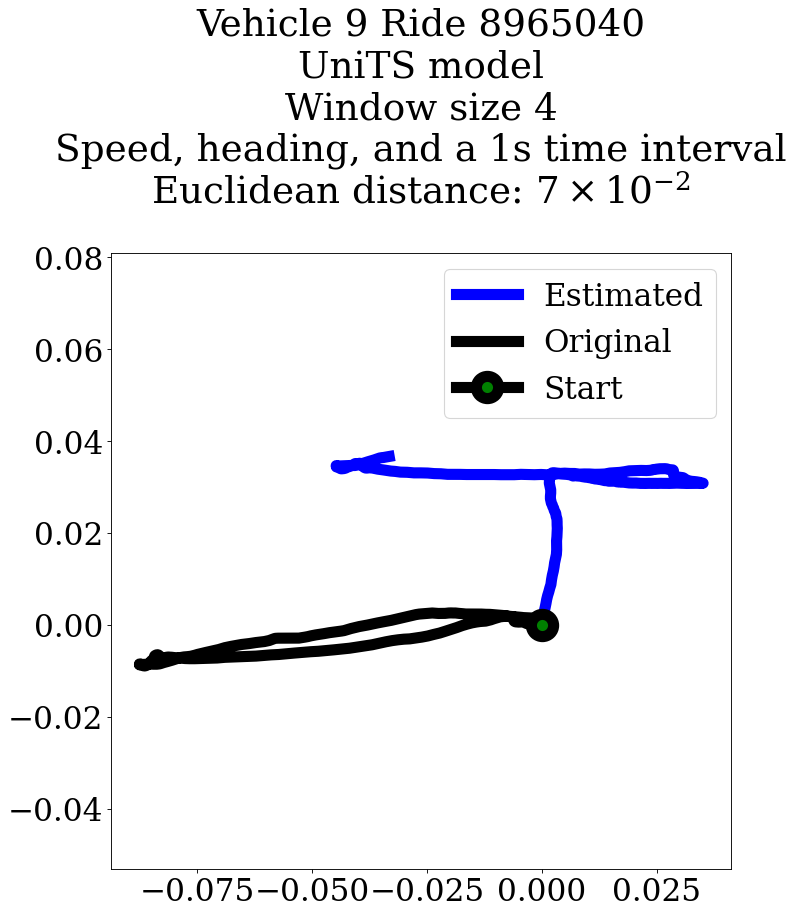 Vehicle 9 Ride 8965040
UniTS model
Window size 4
Speed, heading, and a 1s time interval
Euclidean distance: 7 × 10⁻²
0.08
Estimated
0.06
Original
Start
0.04
0.02
0.00
−0.02
−0.04
−0.075 −0.050 −0.025 0.000 0.025